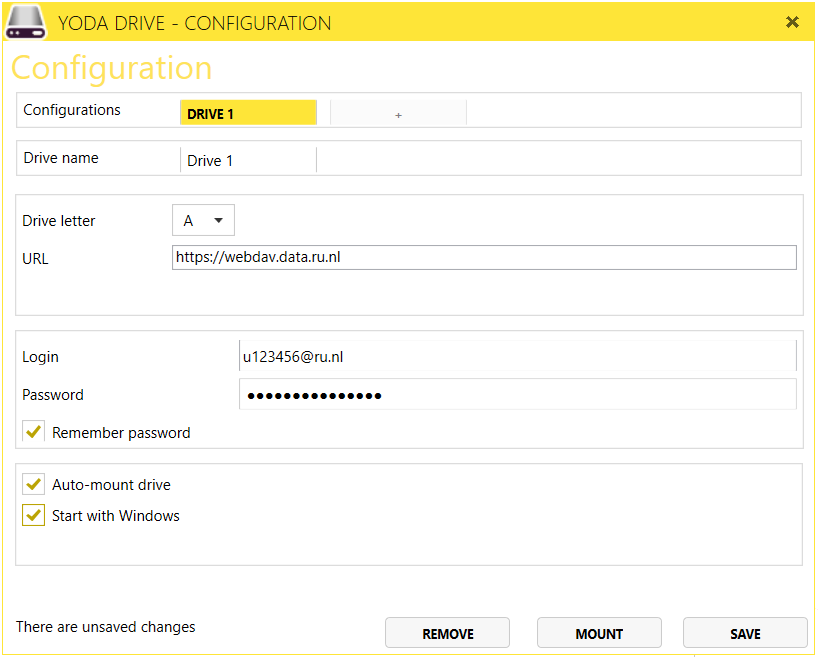 YODA DRIVE - CONFIGURATION
Configuration
Configurations DRIVE 1 +
Drive name Drive 1
Drive letter A
URL https://webdav.data.ru.nl
Login u123456@ru.nl
Password ●●●●●●●●●●●●●●●
Remember password
Auto-mount drive
Start with Windows
There are unsaved changes REMOVE MOUNT SAVE